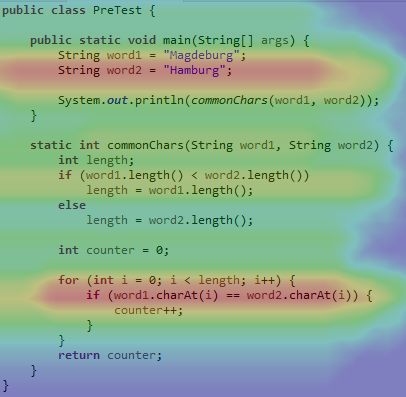 public class PreTest {
    public static void main(String[] args) {
        String word1 = "Magdeburg";
        String word2 = "Hamburg";
        System.out.println(commonChars(word1, word2));
    }
    static int commonChars(String word1, String word2) {
        int length;
        if (word1.length() < word2.length())
            length = word1.length();
        else
            length = word2.length();
        int counter = 0;
        for (int i = 0; i < length; i++) {
            if (word1.charAt(i) == word2.charAt(i)) {
                counter++;
            }
        }
        return counter;
    }
}